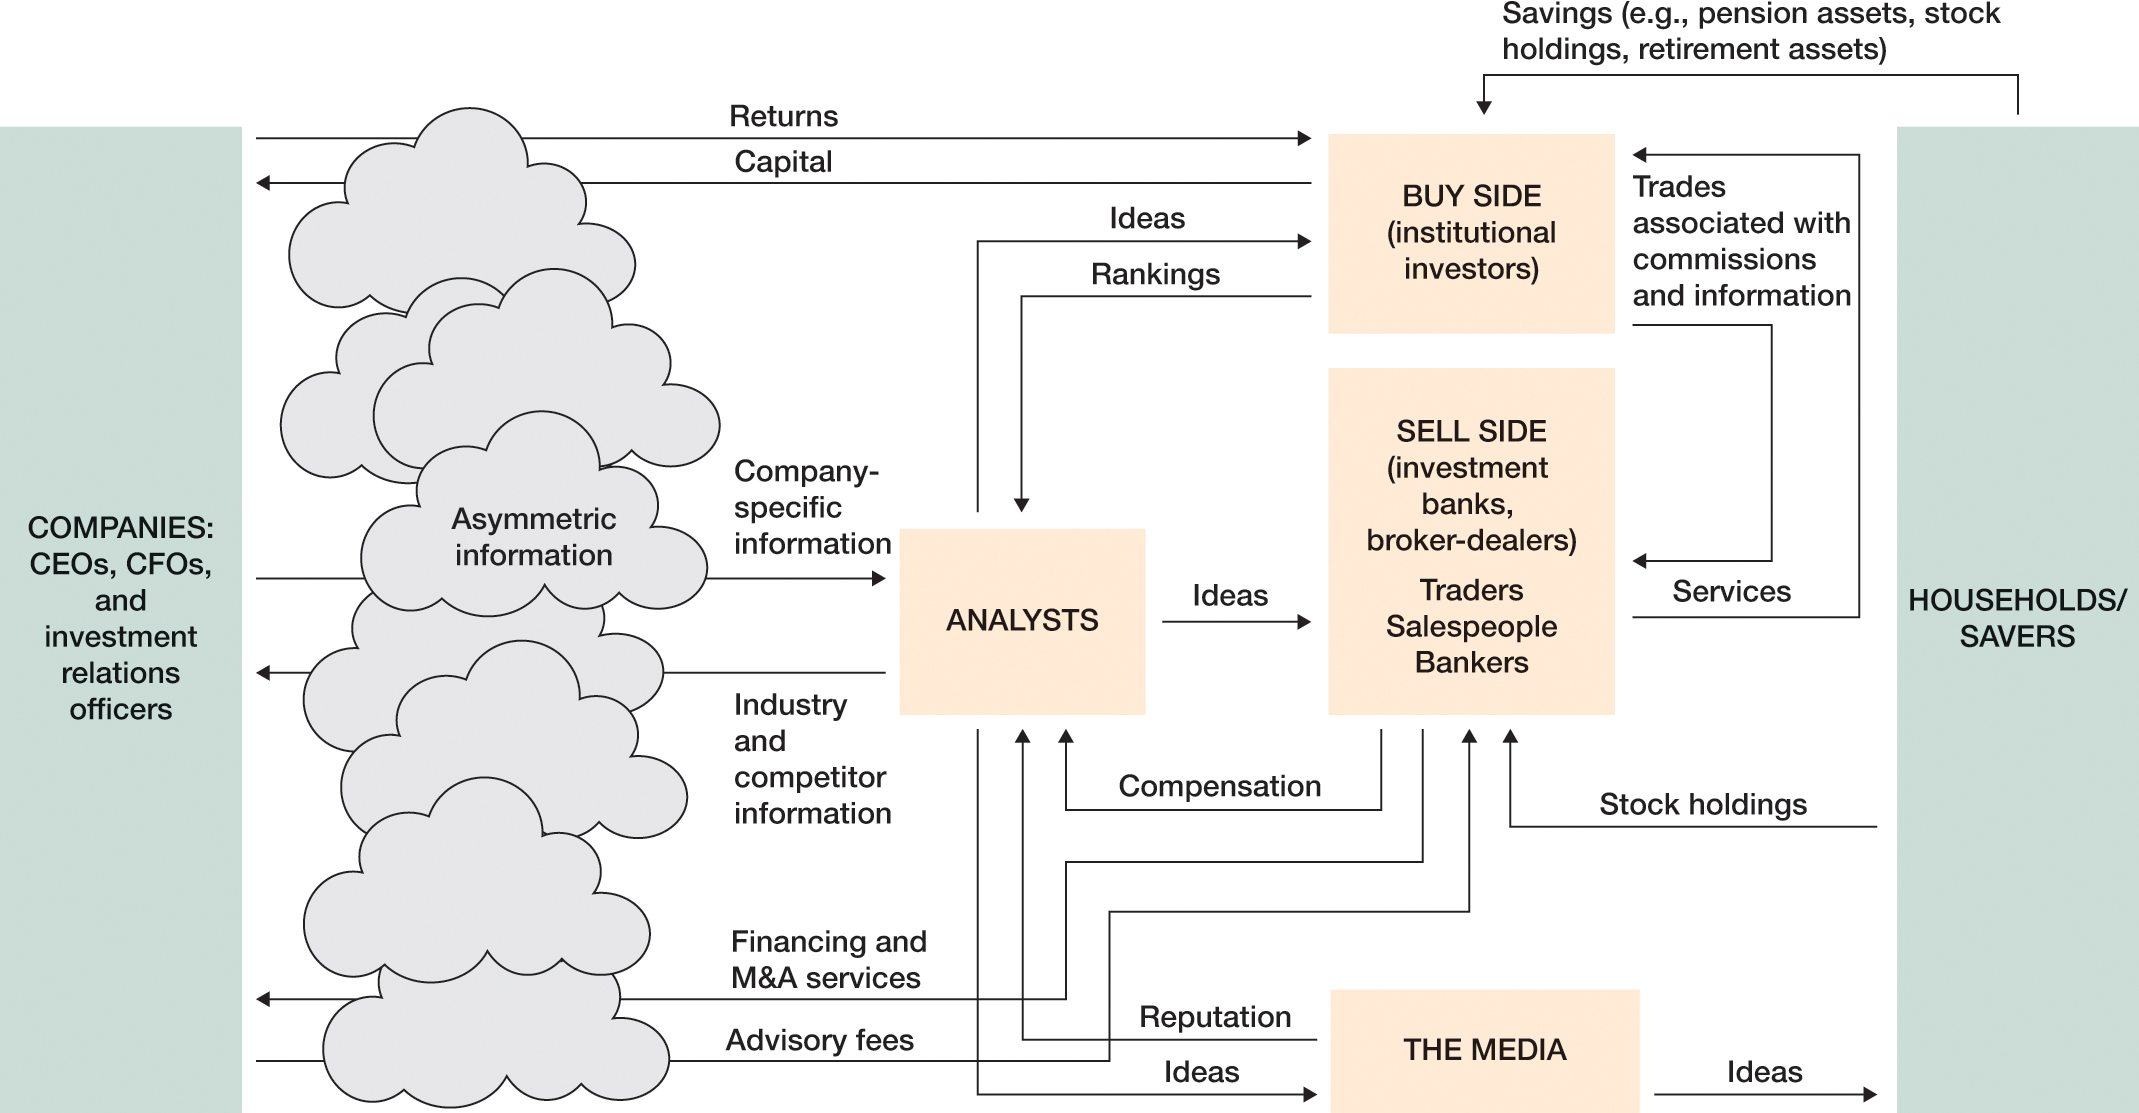 Savings (e.g., pension assets, stock
holdings, retirement assets)
Returns
Capital
Ideas
Rankings
BUY SIDE
(institutional
investors)
Trades
associated with
commissions
and information
COMPANIES:
CEOs, CFOs,
and
investment
relations
officers
Asymmetric
information
Company-
specific
information
ANALYSTS
Ideas
SELL SIDE
(investment
banks,
broker-dealers)
Traders
Salespeople
Bankers
Services
HOUSEHOLDS/
SAVERS
Industry
and
competitor
information
Compensation
Stock holdings
Financing and
M&A services
Advisory fees
Reputation
Ideas
THE MEDIA
Ideas